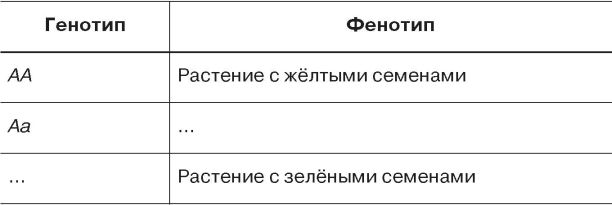 Генотип Фенотип
AA Растение с жёлтыми семенами
Aa ...
... Растение с зелёными семенами